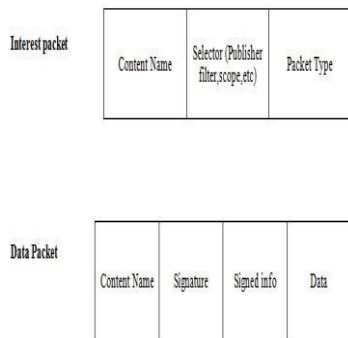 Interest packet
Content Name
Selector (Publisher
filter,scope,etc)
Packet Type
Data Packet
Content Name
Signature
Signed info
Data